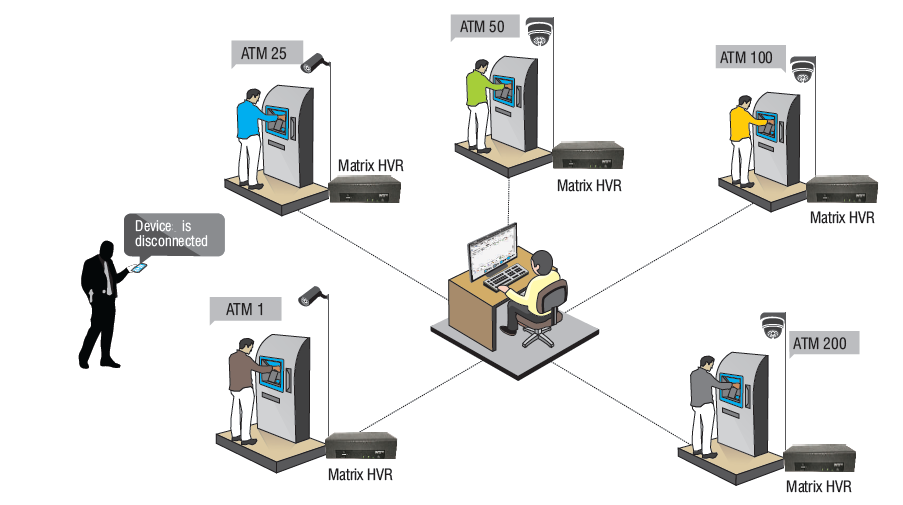 ATM 50
ATM 25
ATM 100
Matrix HVR
Matrix HVR
Matrix HVR
Device is
disconnected
ATM 1
ATM 200
Matrix HVR
Matrix HVR